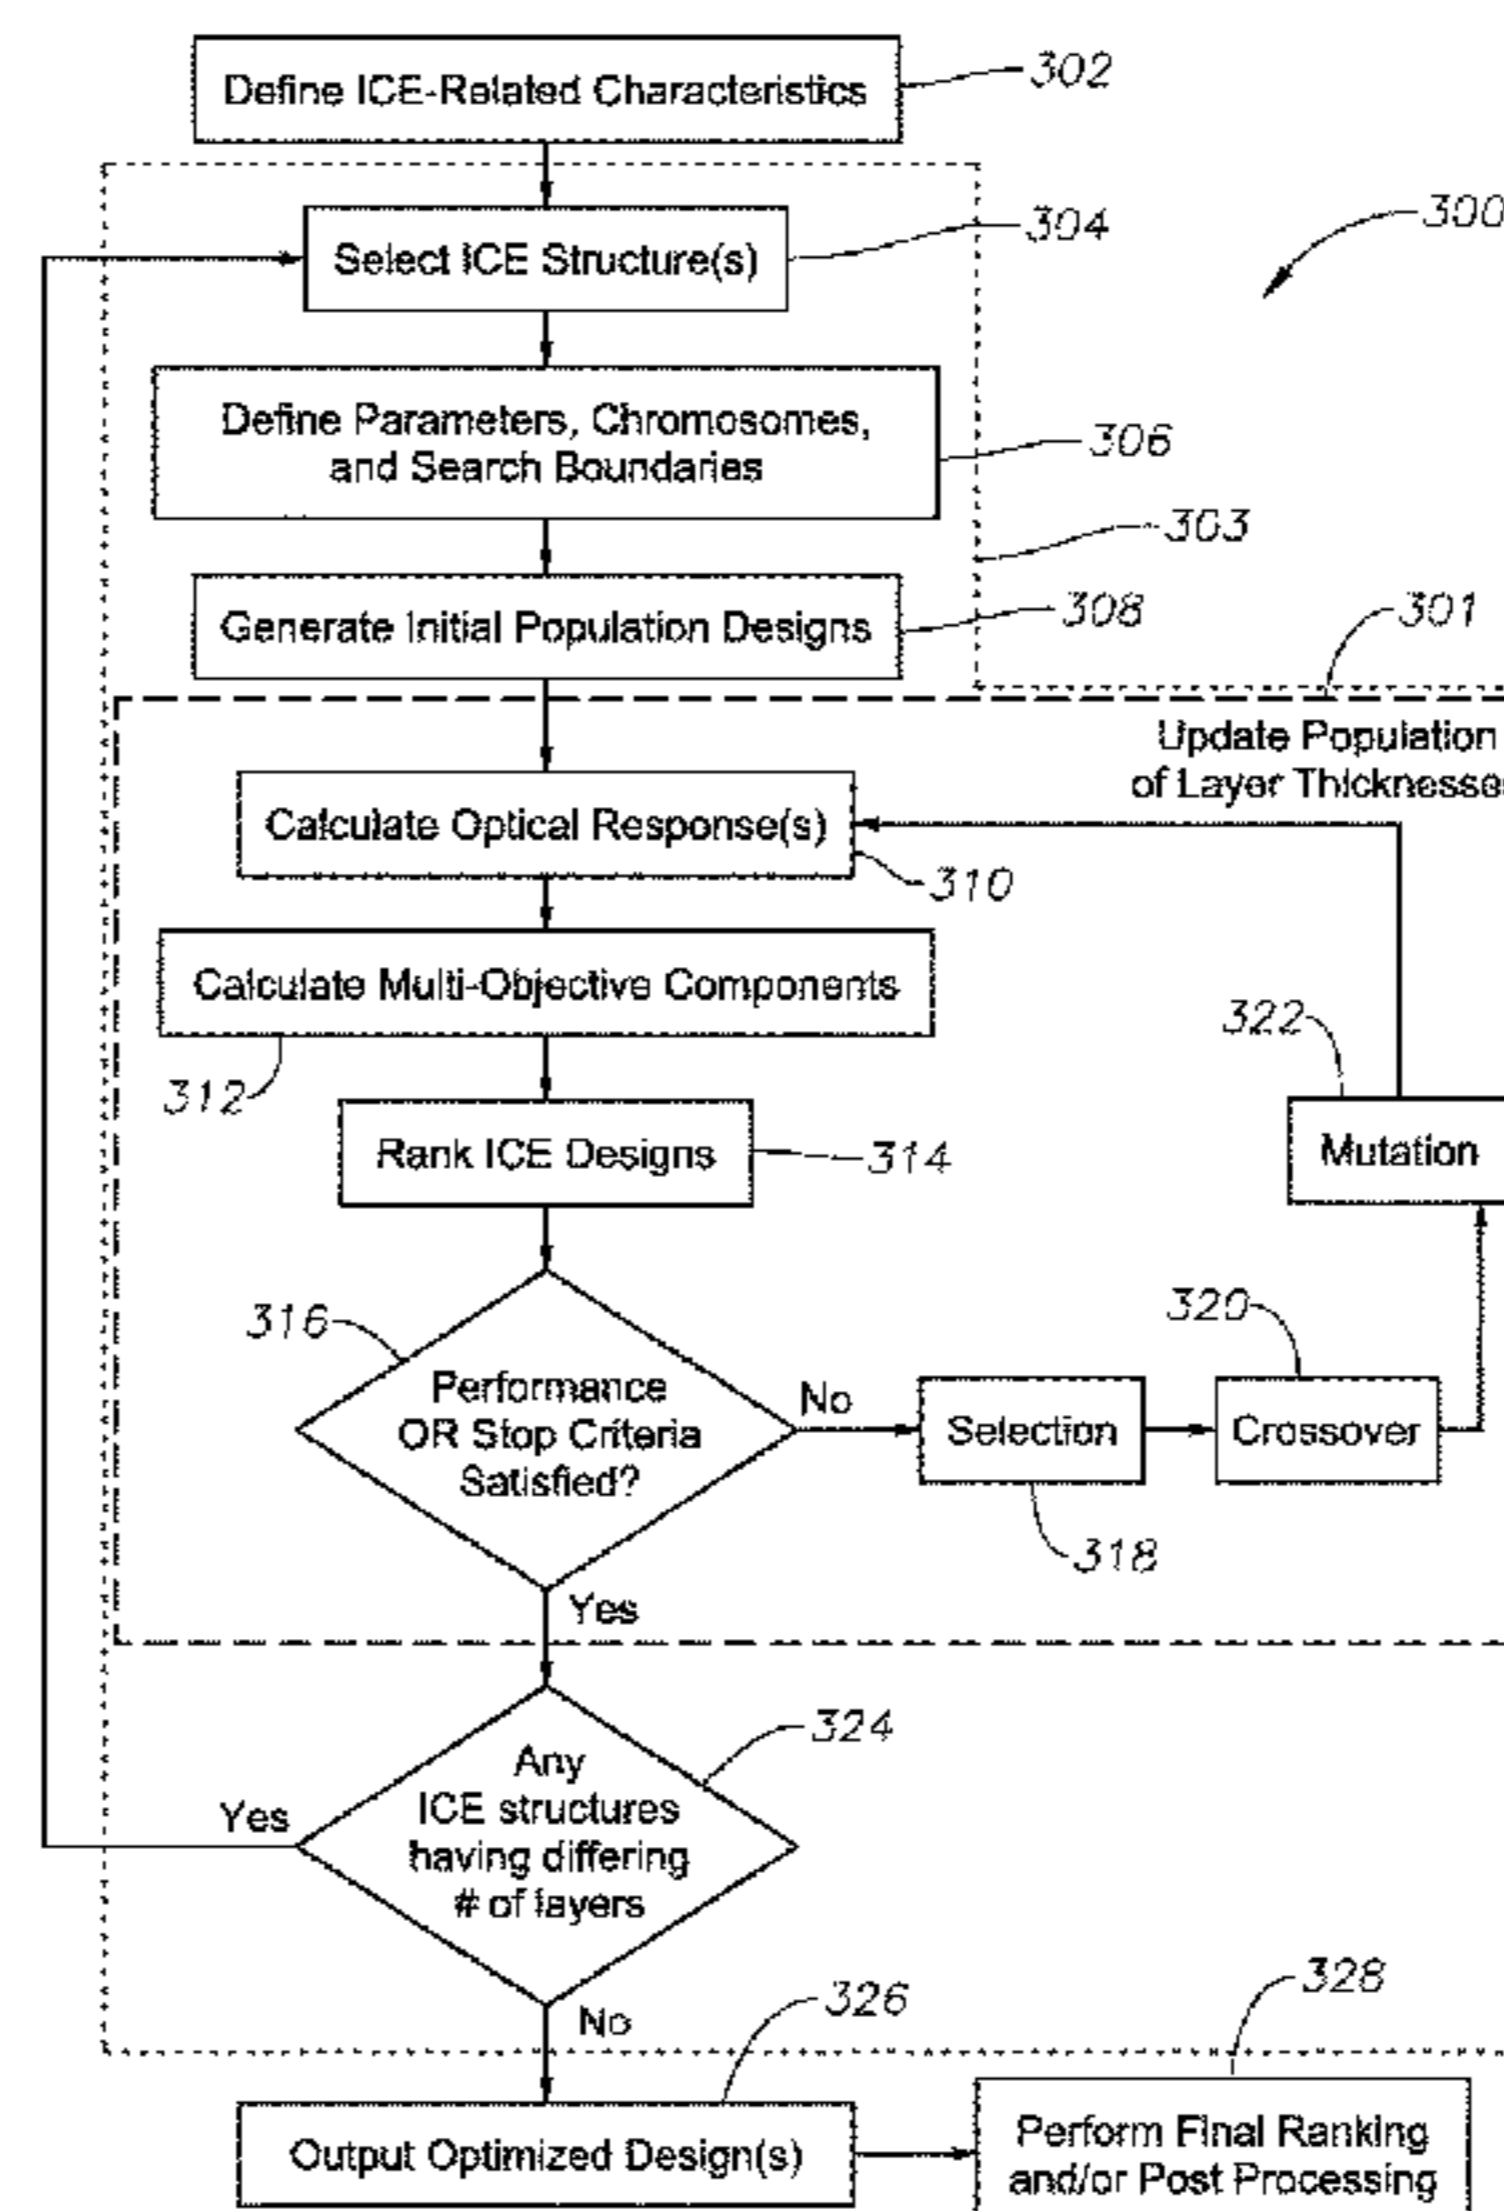 Define ICE-Related Characteristics
302
Select ICE Structure(s)
304
300
Define Parameters, Chromosomes,
and Search Boundaries
306
303
Generate Initial Population Designs
308
301
Update Population
of Layer Thicknesses
Calculate Optical Response(s)
310
Calculate Multi-Objective Components
312
322
Mutation
Rank ICE Designs
314
316
320
Performance
OR Stop Criteria
Satisfied?
No
Selection
Crossover
318
Yes
324
Any
ICE structures
having differing
# of layers
Yes
No
326
328
Output Optimized Design(s)
Perform Final Ranking
and/or Post Processing